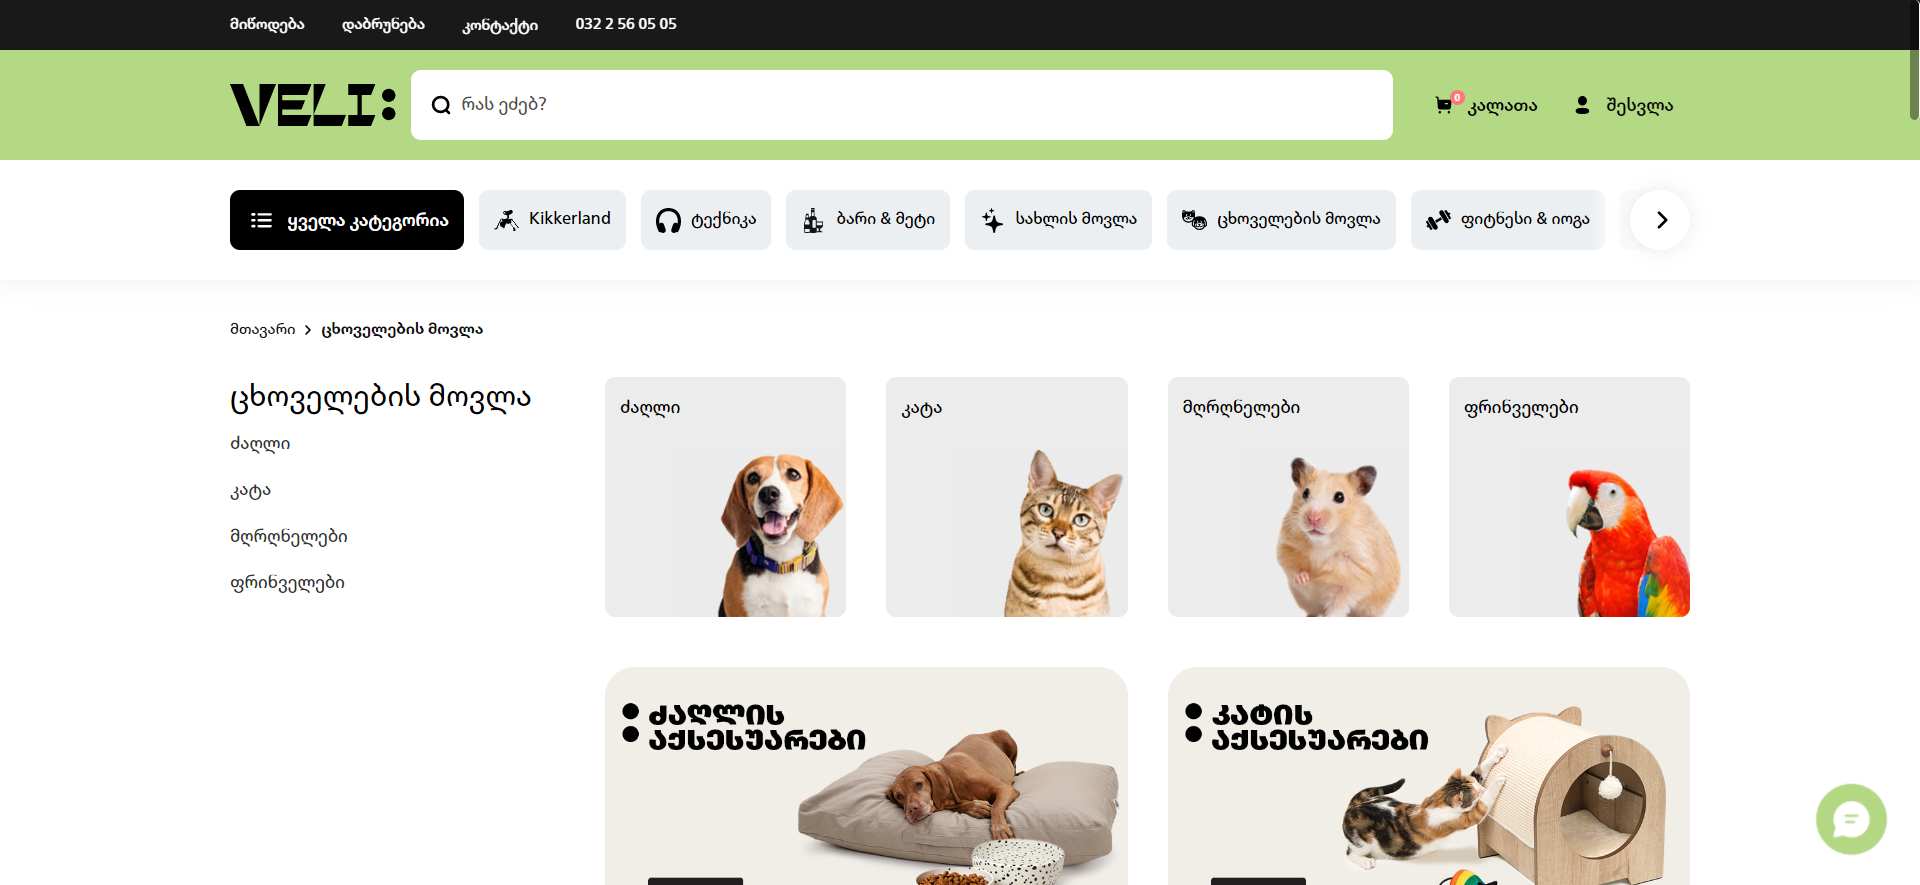 მიწოდება
დაბრუნება
კონტაქტი
032 2 56 05 05
VELI:
რას ეძებ?
0
კალათა
შესვლა
ყველა კატეგორია
Kikkerland
ტექნიკა
ბარი & მეტი
სახლის მოვლა
ცხოველების მოვლა
ფიტნესი & იოგა
მთავარი
ცხოველების მოვლა
ცხოველების მოვლა
ძაღლი
კატა
მღრღნელები
ფრინველები
ძაღლი
კატა
მღრღნელები
ფრინველები
ძაღლის
აქსესუარები
კატის
აქსესუარები